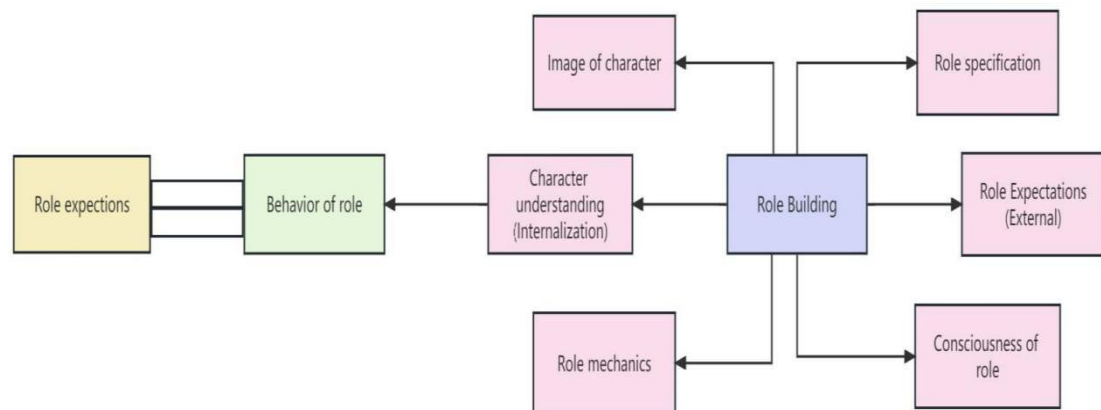 Image of character
Role specification
Role expections
Behavior of role
Character
understanding
(Internalization)
Role Building
Role Expectations
(External)
Role mechanics
Consciousness of
role